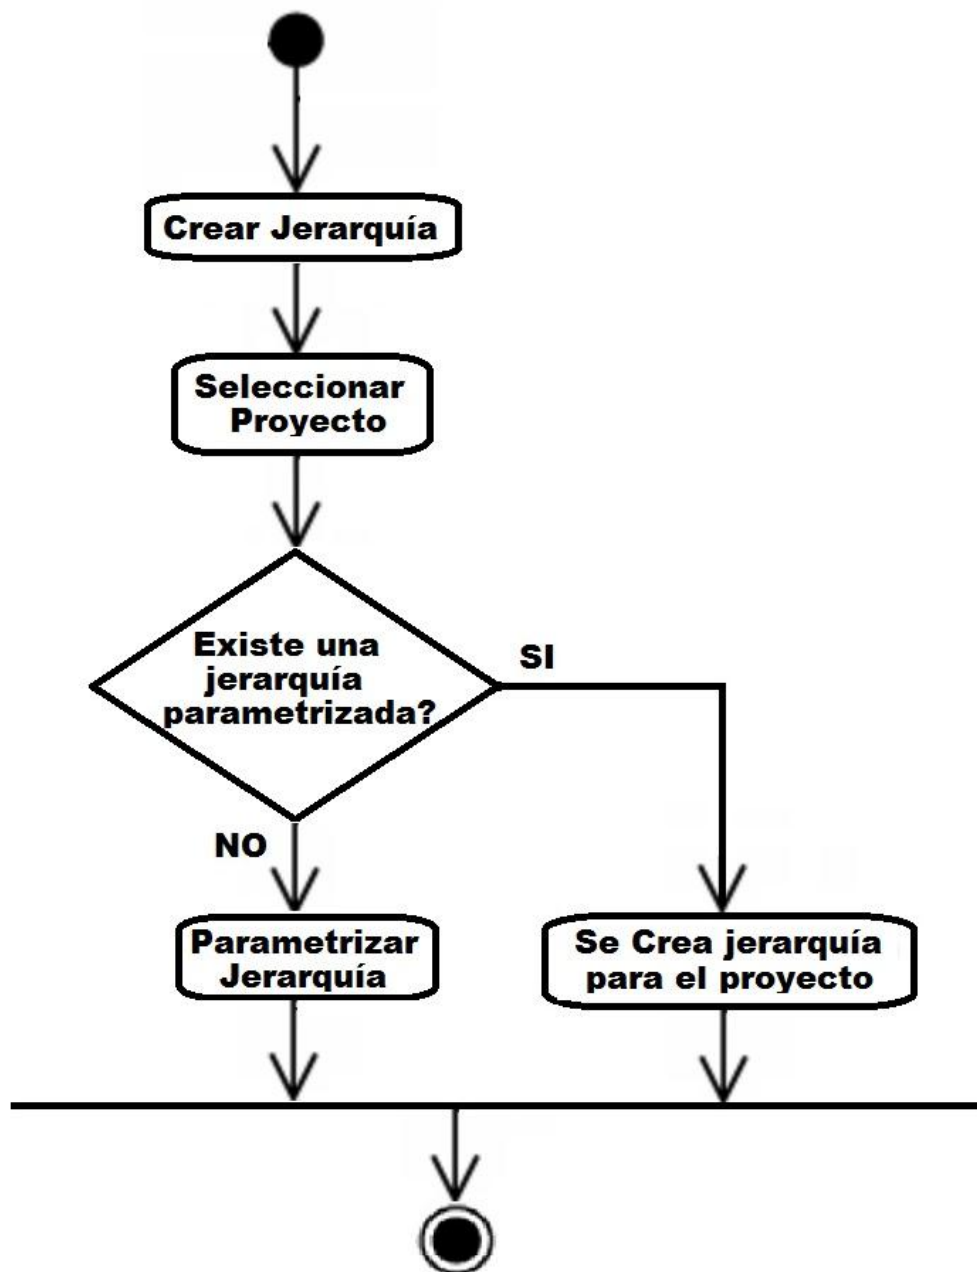 Crear Jerarquía
Seleccionar
Proyecto
Existe una
jerarquía
parametrizada?
SI
NO
Parametrizar
Jerarquía
Se Crea jerarquía
para el proyecto